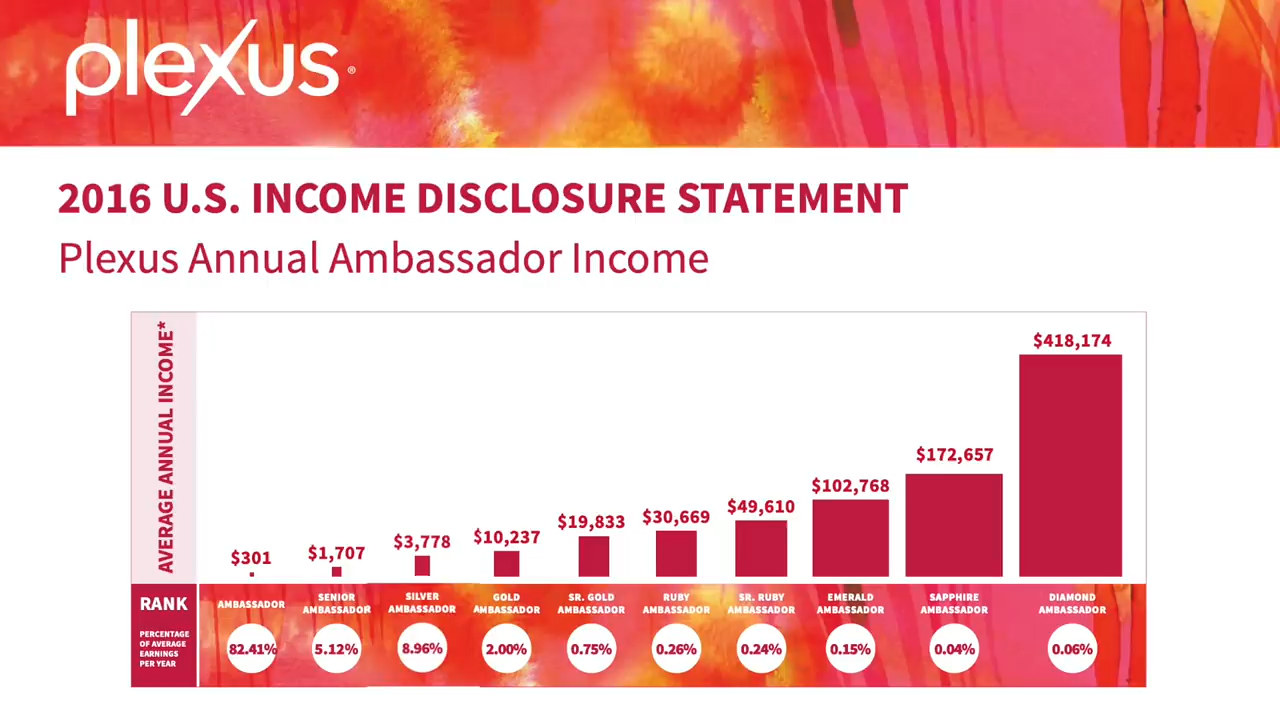 plexus®
2016 U.S. INCOME DISCLOSURE STATEMENT
Plexus Annual Ambassador Income
AVERAGE ANNUAL INCOME*
$301
$1,707
$3,778
$10,237
$19,833
$30,669
$49,610
$102,768
$172,657
$418,174
RANK
AMBASSADOR
SENIOR
AMBASSADOR
SILVER
AMBASSADOR
GOLD
AMBASSADOR
SR. GOLD
AMBASSADOR
RUBY
AMBASSADOR
SR. RUBY
AMBASSADOR
EMERALD
AMBASSADOR
SAPPHIRE
AMBASSADOR
DIAMOND
AMBASSADOR
PERCENTAGE
OF AVERAGE
EARNINGS
PER YEAR
82.41%
5.12%
8.96%
2.00%
0.75%
0.26%
0.24%
0.15%
0.04%
0.06%